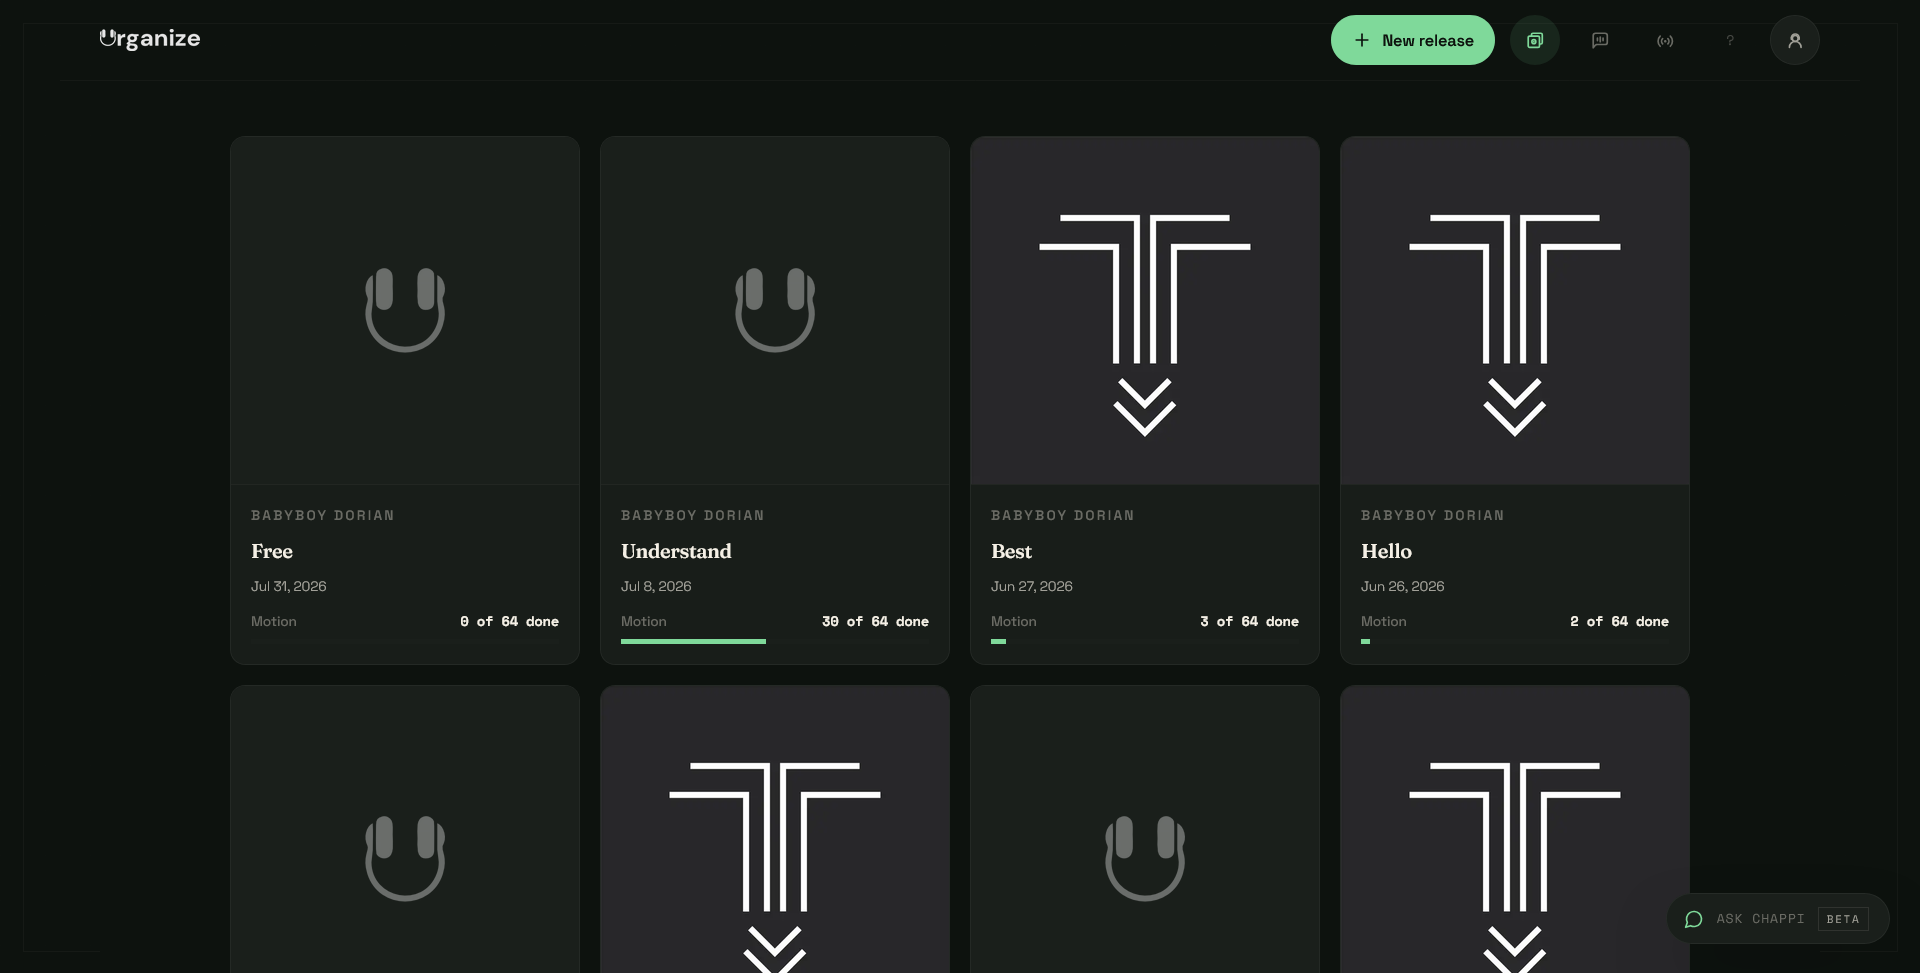 Urganize
New release
?
BABYBOY DORIAN
Free
Jul 31, 2026
Motion
0 of 64 done
BABYBOY DORIAN
Understand
Jul 8, 2026
Motion
30 of 64 done
BABYBOY DORIAN
Best
Jun 27, 2026
Motion
3 of 64 done
BABYBOY DORIAN
Hello
Jun 26, 2026
Motion
2 of 64 done
ASK CHAPPI
BETA